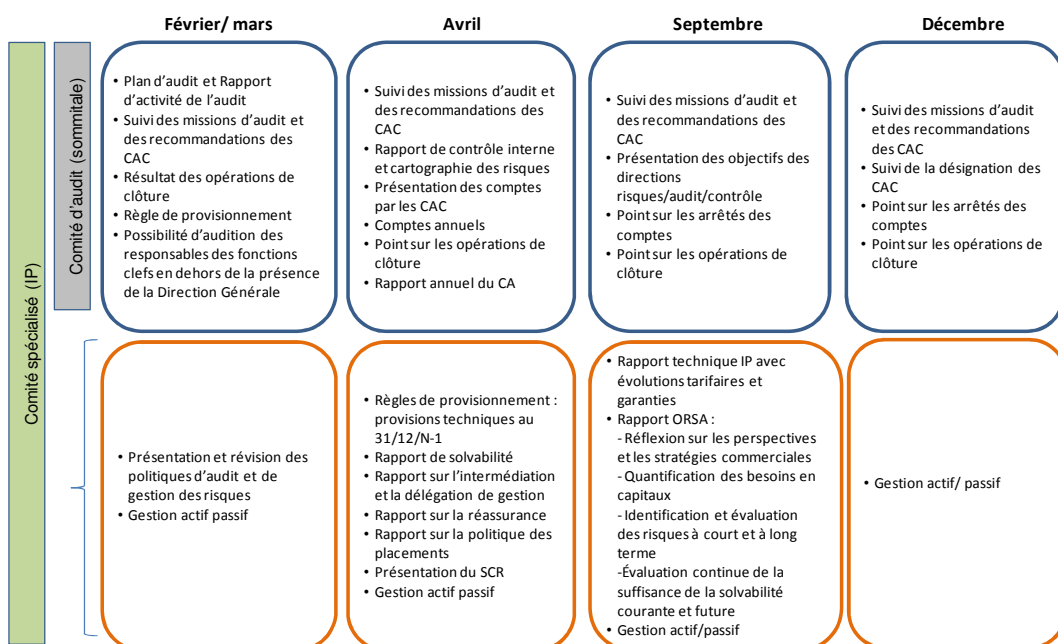 Février/ mars
Avril
Septembre
Décembre
Comité spécialisé (IP)
Comité d'audit (sommitale)
• Plan d'audit et Rapport
d'activité de l'audit
• Suivi des missions d'audit et
des recommandations des
CAC
• Résultat des opérations de
clôture
• Règle de provisionnement
• Possibilité d'audition des
responsables des fonctions
clefs en dehors de la présence
de la Direction Générale
• Suivi des missions d'audit et
des recommandations des
CAC
• Rapport de contrôle interne
et cartographie des risques
• Présentation des comptes
par les CAC
• Comptes annuels
• Point sur les opérations de
clôture
• Rapport annuel du CA
• Suivi des missions d'audit et
des recommandations des
CAC
• Présentation des objectifs des
directions
risques/audit/contrôle
• Point sur les arrêtés des
comptes
• Point sur les opérations de
clôture
• Suivi des missions d'audit
et des recommandations
des CAC
• Suivi de la désignation des
CAC
• Point sur les arrêtés des
comptes
• Point sur les opérations de
clôture
• Présentation et révision des
politiques d'audit et de
gestion des risques
• Gestion actif passif
• Règles de provisionnement :
provisions techniques au
31/12/N-1
• Rapport de solvabilité
• Rapport sur l'intermédiation
et la délégation de gestion
• Rapport sur la réassurance
• Rapport sur la politique des
placements
• Présentation du SCR
• Gestion actif passif
• Rapport technique IP avec
évolutions tarifaires et
garanties
• Rapport ORSA :
- Réflexion sur les perspectives
et les stratégies commerciales
- Quantification des besoins en
capitaux
- Identification et évaluation
des risques à court et à long
terme
-Évaluation continue de la
suffisance de la solvabilité
courante et future
• Gestion actif/passif
• Gestion actif/ passif